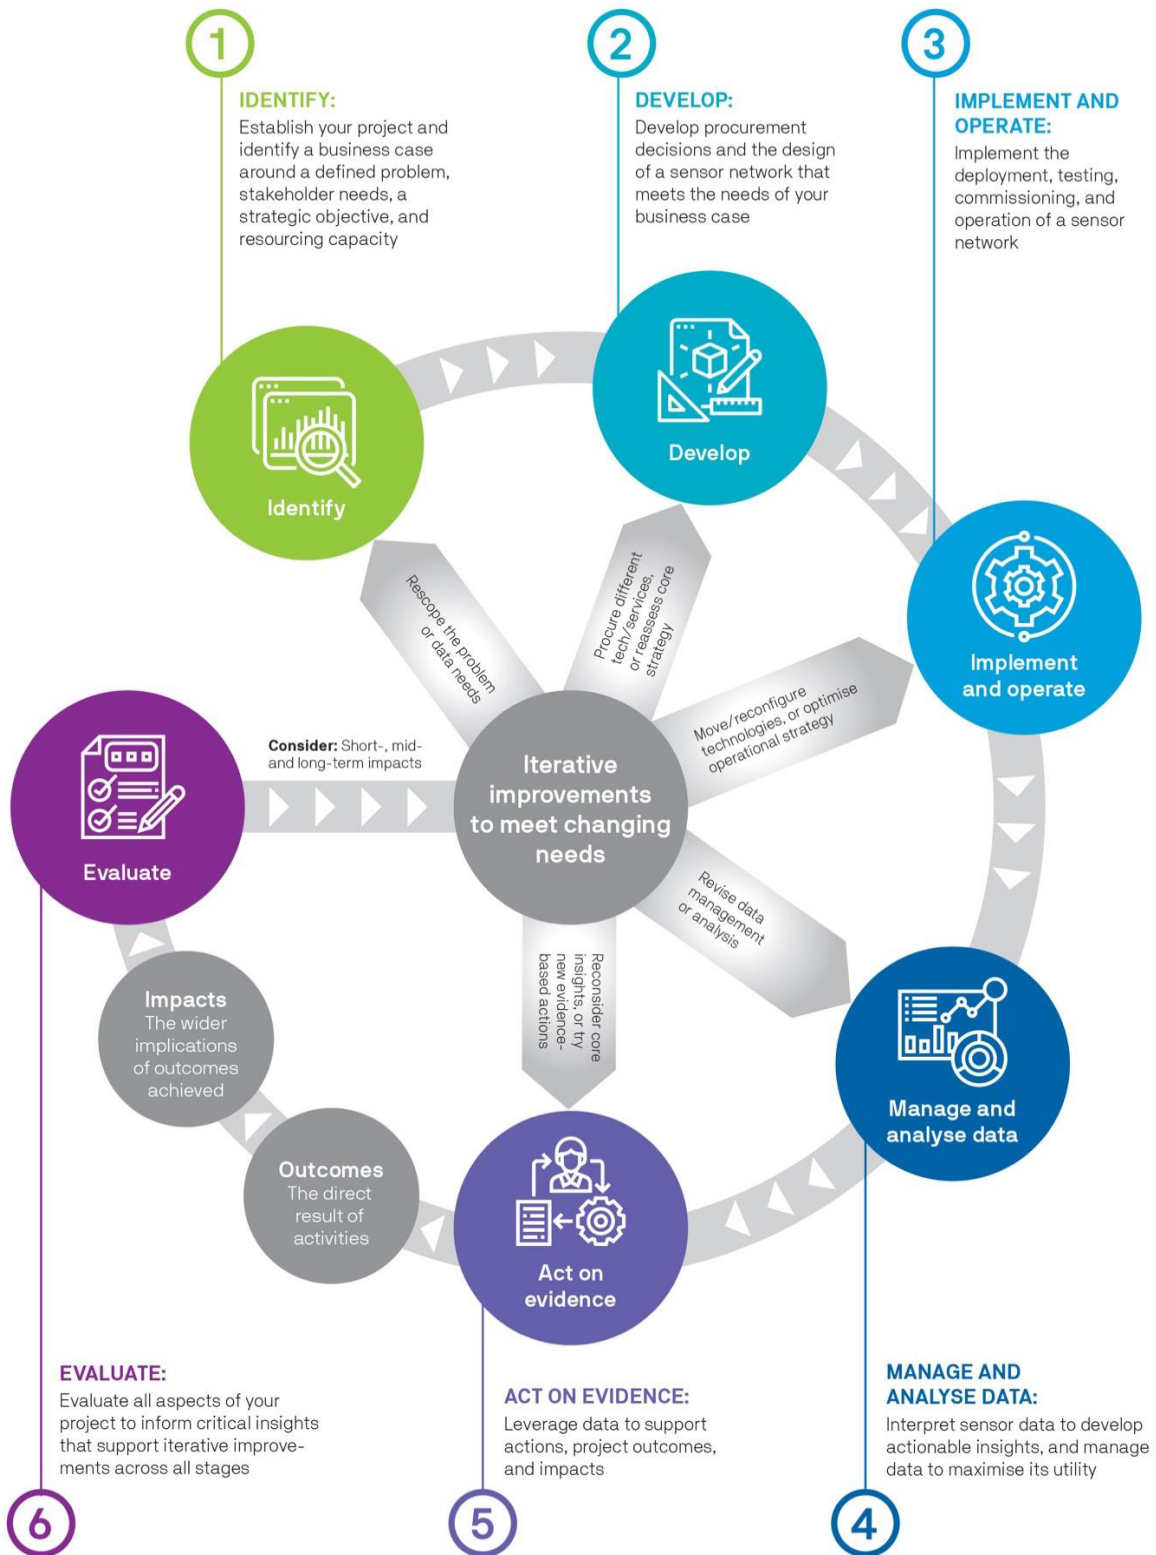 1
IDENTIFY:
Establish your project and
identify a business case
around a defined problem,
stakeholder needs, a
strategic objective, and
resourcing capacity
2
DEVELOP:
Develop procurement
decisions and the design
of a sensor network that
meets the needs of your
business case
3
IMPLEMENT AND
OPERATE:
Implement the
deployment, testing,
commissioning, and
operation of a sensor
network
Identify
Develop
Implement
and operate
Rescope the problem
or data needs
Procure different
tech/services,
or reassess core
strategy
Move/reconfigure
technologies, or optimise
operational strategy
Consider: Short-, mid-
and long-term impacts
Iterative
improvements
to meet changing
needs
Evaluate
Revise data
management
or analysis
Reconsider core
insights, or try
new evidence-
based actions
Impacts
The wider
implications
of outcomes
achieved
Manage and
analyse data
Outcomes
The direct
result of
activities
Act on
evidence
EVALUATE:
Evaluate all aspects of your
project to inform critical insights
that support iterative improve-
ments across all stages
6
ACT ON EVIDENCE:
Leverage data to support
actions, project outcomes,
and impacts
5
MANAGE AND
ANALYSE DATA:
Interpret sensor data to develop
actionable insights, and manage
data to maximise its utility
4